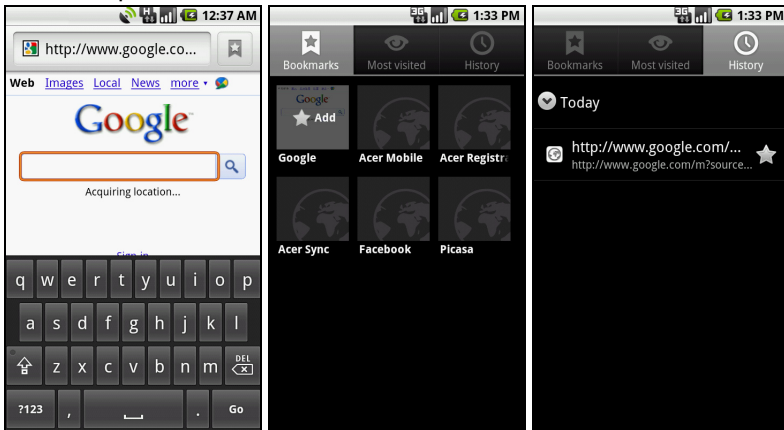 H 12:37 AM
http://www.google.co...
Web Images Local News more
Google
Acquiring location...
Sign in
q w e r t y u i o p
a s d f g h j k l
z x c v b n m DEL
?123 , . Go
3G 1:33 PM
Bookmarks Most visited History
Google
Add
Google Acer Mobile Acer Registra
Acer Sync Facebook Picasa
3G 1:33 PM
Bookmarks Most visited History
Today
http://www.google.com/...
http://www.google.com/m?source...